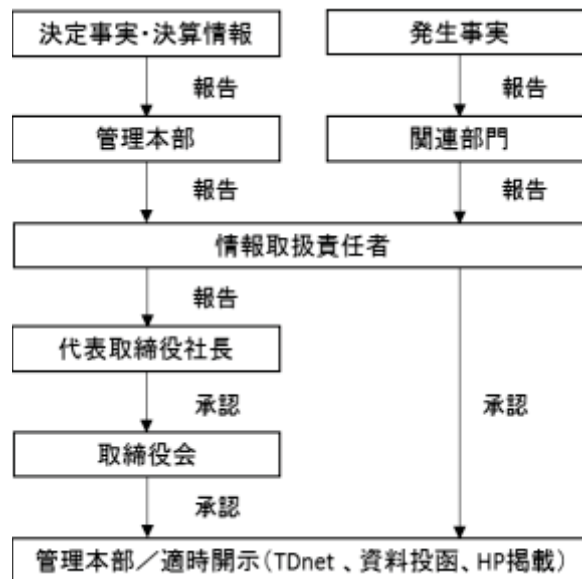 決定事実・決算情報
発生事実
報告
報告
管理本部
関連部門
報告
報告
情報取扱責任者
報告
代表取締役社長
承認
承認
取締役会
承認
管理本部／適時開示(TDnet、資料投函、HP掲載)